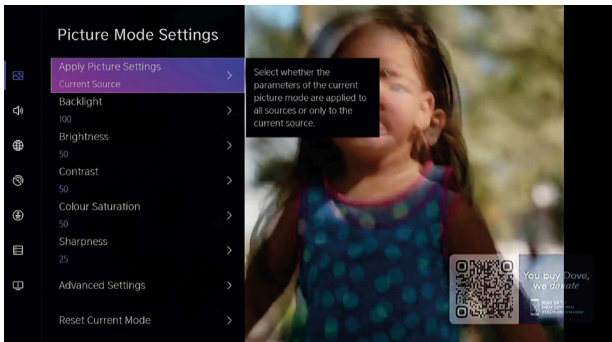 Picture Mode Settings
Apply Picture Settings
Current Source
Select whether the
parameters of the current
picture mode are applied to
all sources or only to the
current source.
Backlight
100
Brightness
50
Contrast
50
Colour Saturation
50
Sharpness
25
Advanced Settings
Reset Current Mode
You buy Dove,
we donate